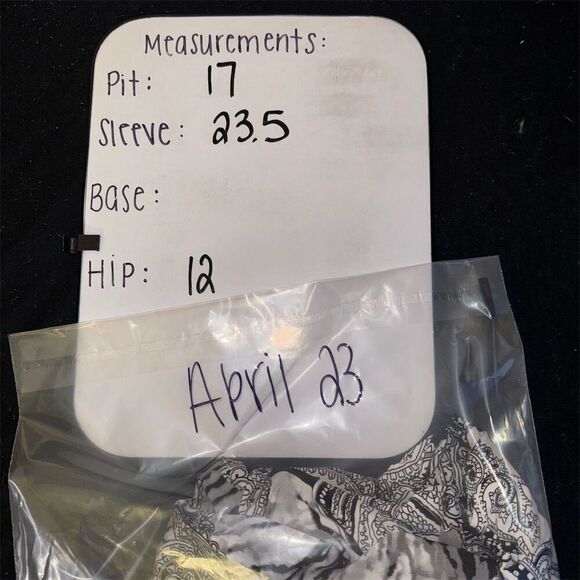 Measurements:
Pit: 17
Sleeve: 23.5
Base:
Hip: 12
April 23